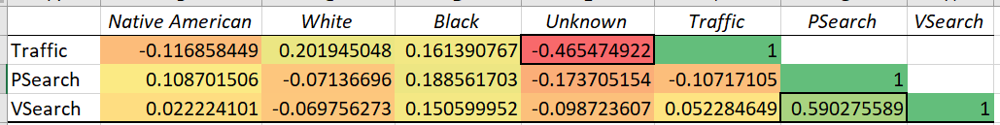 Native American White Black Unknown Traffic PSearch VSearch
Traffic -0.116858449 0.201945048 0.161390767 -0.465474922 1
PSearch 0.108701506 -0.07136696 0.188561703 -0.173705154 -0.10717105 1
VSearch 0.022224101 -0.069756273 0.150599952 -0.098723607 0.052284649 0.590275589 1